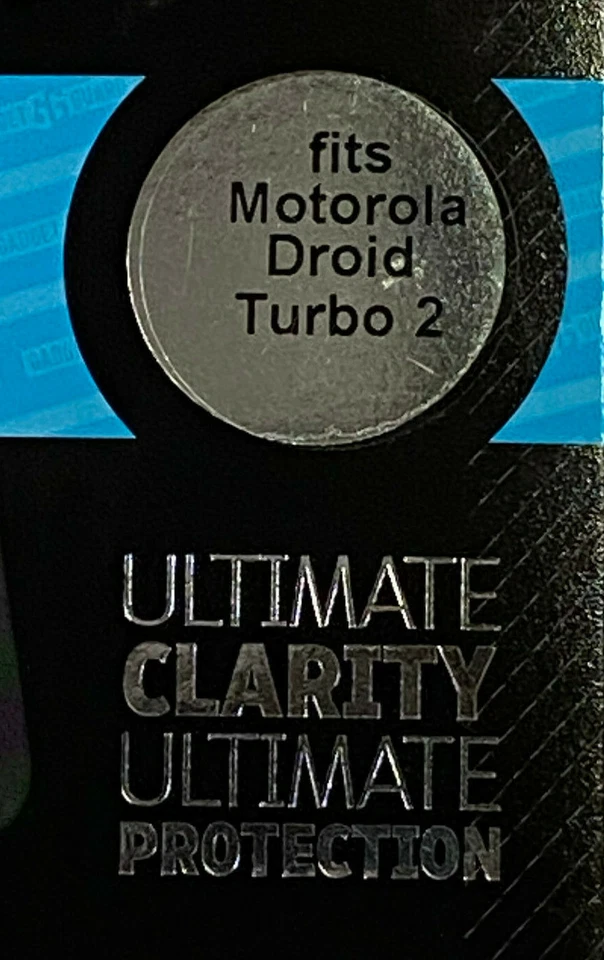 fits
Motorola
Droid
Turbo 2
ULTIMATE
CLARITY
ULTIMATE
PROTECTION